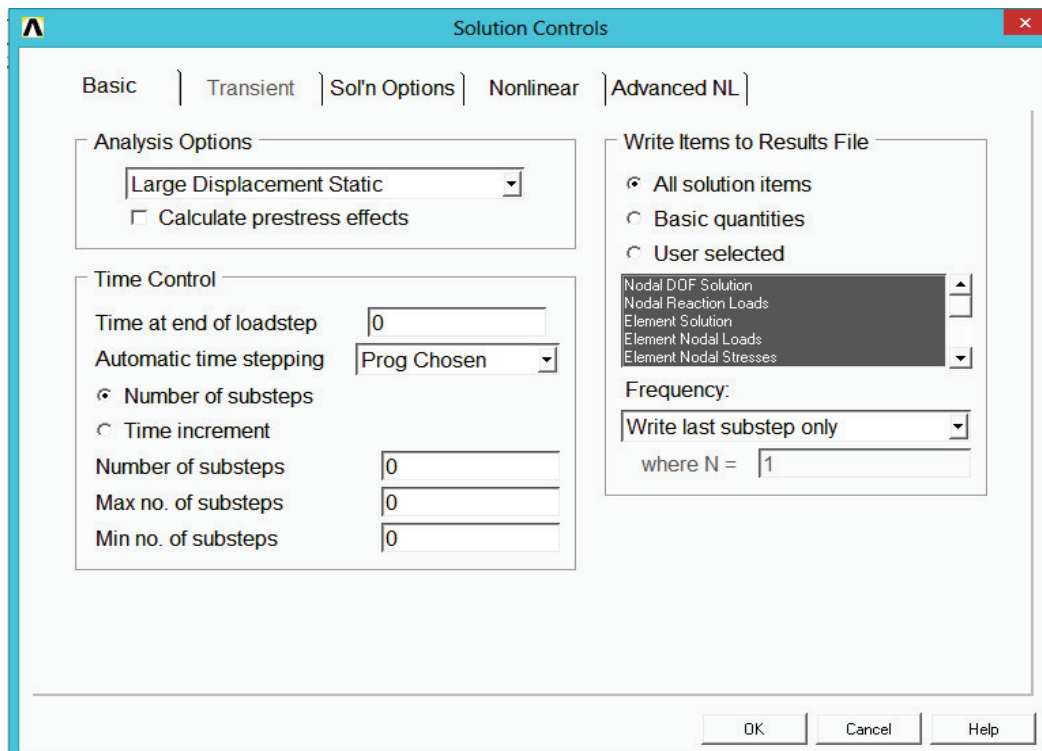 Solution Controls
Basic
Transient
Sol'n Options
Nonlinear
Advanced NL
Analysis Options
Large Displacement Static
Calculate prestress effects
Time Control
Time at end of loadstep 0
Automatic time stepping Prog Chosen
Number of substeps
Time increment
Number of substeps 0
Max no. of substeps 0
Min no. of substeps 0
Write Items to Results File
All solution items
Basic quantities
User selected
Nodal DOF Solution
Nodal Reaction Loads
Element Solution
Element Nodal Loads
Element Nodal Stresses
Frequency:
Write last substep only
where N = 1
OK
Cancel
Help